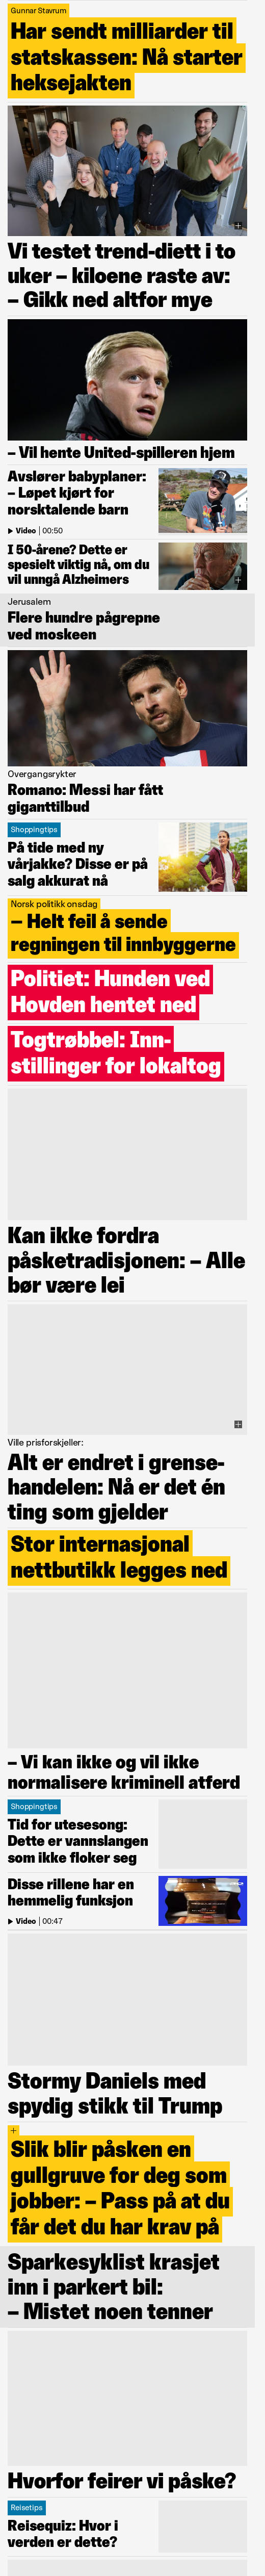 Gunnar Stavrum
Har sendt milliarder til
statskassen: Nå starter
heksejakten
Vi testet trend-diett i to
uker – kiloene raste av:
– Gikk ned altfor mye
– Vil hente United-spilleren hjem
Avslører babyplaner:
– Løpet kjørt for
norsktalende barn
Video | 00:50
I 50-årene? Dette er
spesielt viktig nå, om du
vil unngå Alzheimers
Jerusalem
Flere hundre pågrepne
ved moskeen
Overgangsrykter
Romano: Messi har fått
giganttilbud
Shoppingtips
På tide med ny
vårjakke? Disse er på
salg akkurat nå
Norsk politikk onsdag
– Helt feil å sende
regningen til innbyggerne
Politiet: Hunden ved
Hovden hentet ned
Togtrøbbel: Inn-
stillinger for lokaltog
Kan ikke fordra
påsketradisjonen: – Alle
bør være lei
Ville prisforskjeller:
Alt er endret i grense-
handelen: Nå er det én
ting som gjelder
Stor internasjonal
nettbutikk legges ned
– Vi kan ikke og vil ikke
normalisere kriminell atferd
Shoppingtips
Tid for utesesong:
Dette er vannslangen
som ikke floker seg
Disse rillene har en
hemmelig funksjon
Video | 00:47
Stormy Daniels med
spydig stikk til Trump
+
Slik blir påsken en
gullgruve for deg som
jobber: – Pass på at du
får det du har krav på
Sparkesyklist krasjet
inn i parkert bil:
– Mistet noen tenner
Hvorfor feirer vi påske?
Reisetips
Reisequiz: Hvor i
verden er dette?